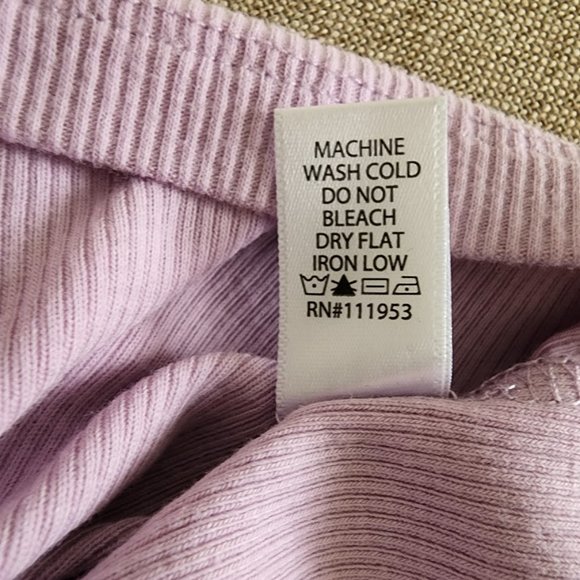 MACHINE
WASH COLD
DO NOT
BLEACH
DRY FLAT
IRON LOW
RN#111953